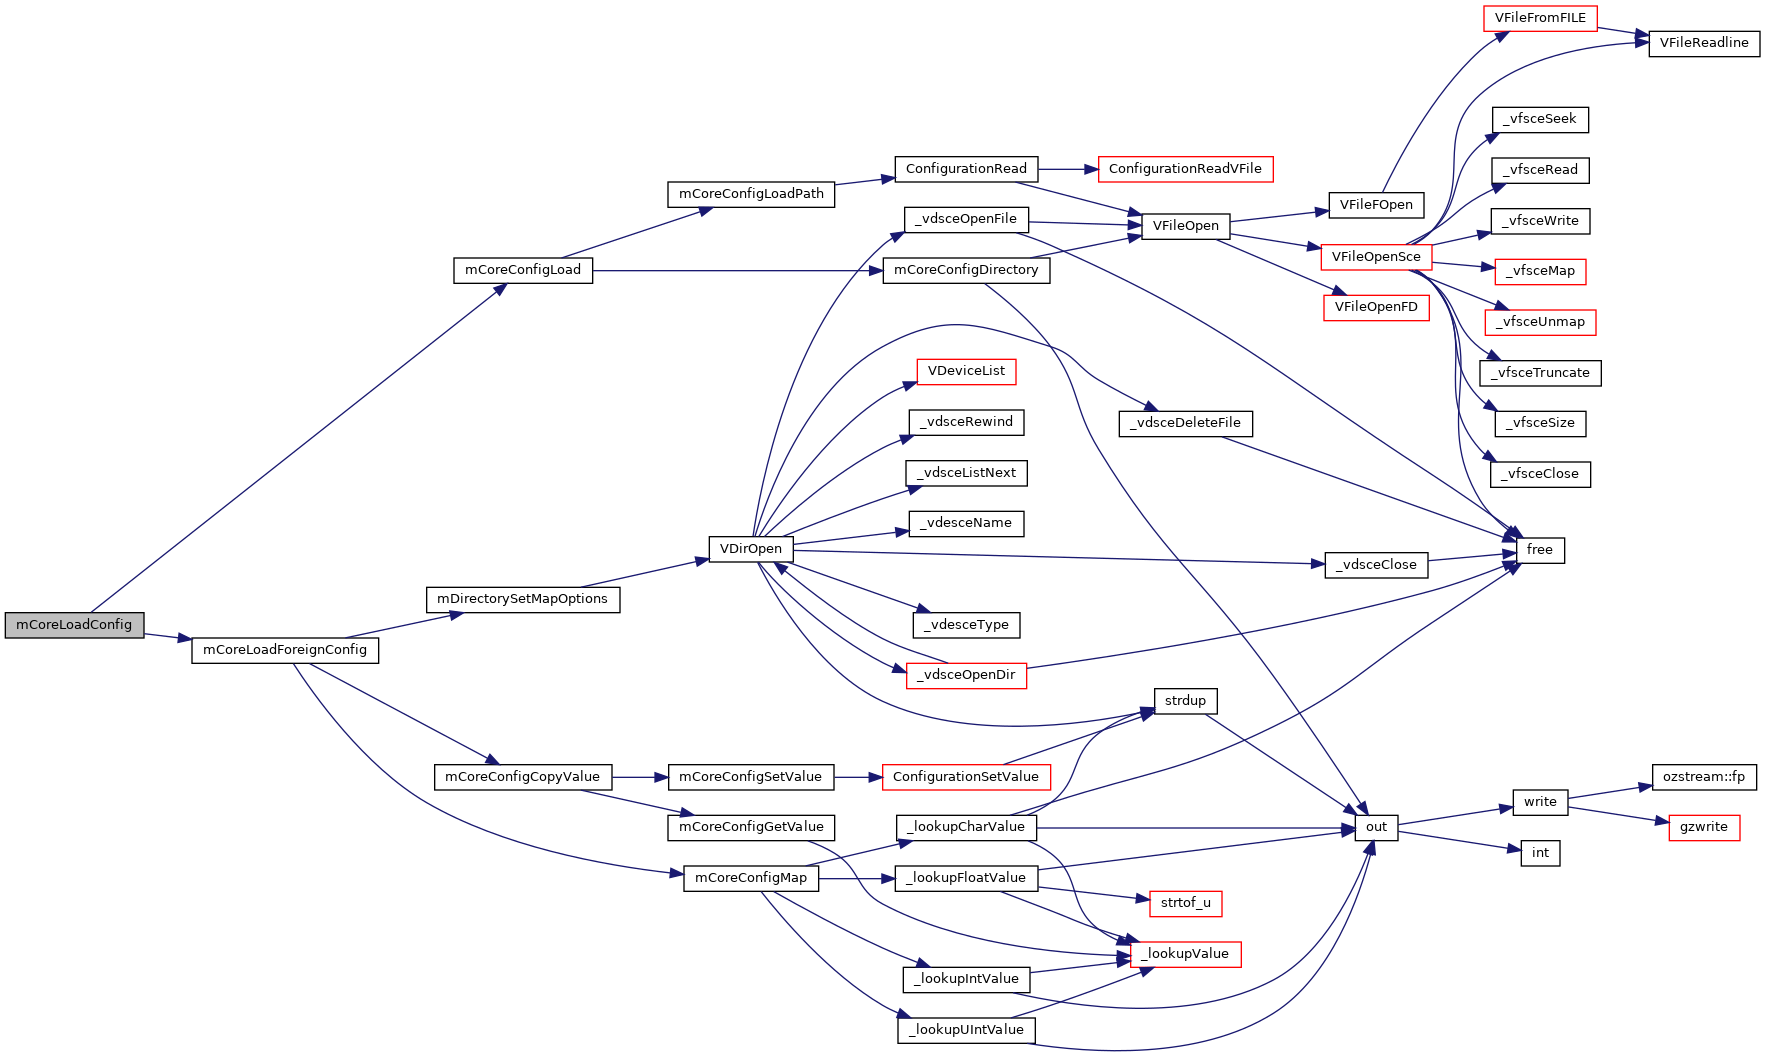 VFileFromFILE
VFileReadline
_vfsceSeek
ConfigurationRead
ConfigurationReadVFile
_vfsceRead
mCoreConfigLoadPath
VFileFOpen
_vdsceOpenFile
VFileOpen
_vfsceWrite
VFileOpenSce
mCoreConfigLoad
mCoreConfigDirectory
_vfsceMap
VFileOpenFD
_vfsceUnmap
VDeviceList
_vfsceTruncate
_vdsceRewind
_vdsceDeleteFile
_vfsceSize
_vdsceListNext
_vfsceClose
_vdesceName
VDirOpen
free
_vdsceClose
mDirectorySetMapOptions
mCoreLoadConfig
_vdesceType
mCoreLoadForeignConfig
_vdsceOpenDir
strdup
mCoreConfigCopyValue
mCoreConfigSetValue
ConfigurationSetValue
ozstream::fp
write
mCoreConfigGetValue
_lookupCharValue
out
gzwrite
int
mCoreConfigMap
_lookupFloatValue
strtof_u
_lookupValue
_lookupIntValue
_lookupUIntValue